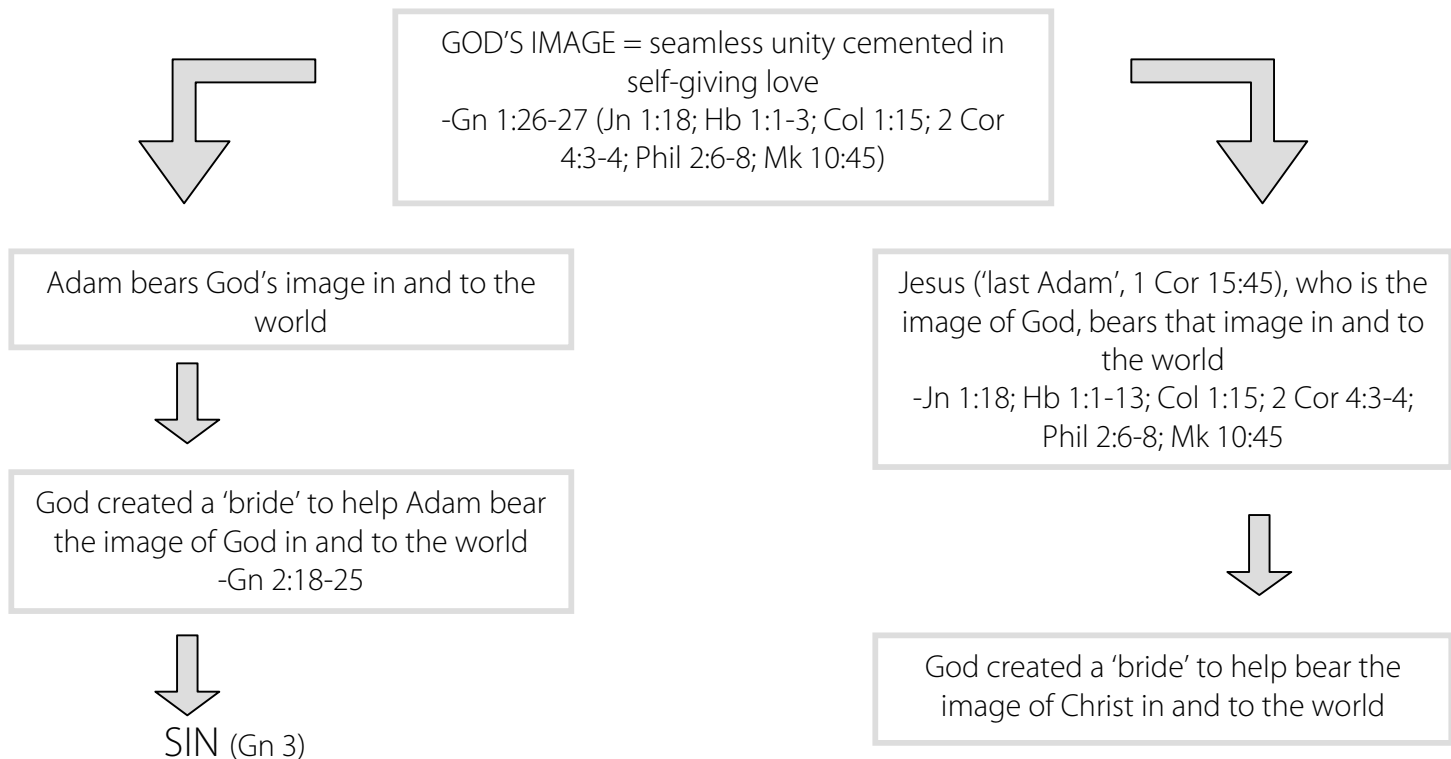 GOD’S IMAGE = seamless unity cemented in
self-giving love
-Gn 1:26-27 (Jn 1:18; Hb 1:1-3; Col 1:15; 2 Cor
4:3-4; Phil 2:6-8; Mk 10:45)
Adam bears God’s image in and to the
world
God created a ‘bride’ to help Adam bear
the image of God in and to the world
-Gn 2:18-25
SIN (Gn 3)
Jesus (‘last Adam’, 1 Cor 15:45), who is the
image of God, bears that image in and to
the world
-Jn 1:18; Hb 1:1-13; Col 1:15; 2 Cor 4:3-4;
Phil 2:6-8; Mk 10:45
God created a ‘bride’ to help bear the
image of Christ in and to the world